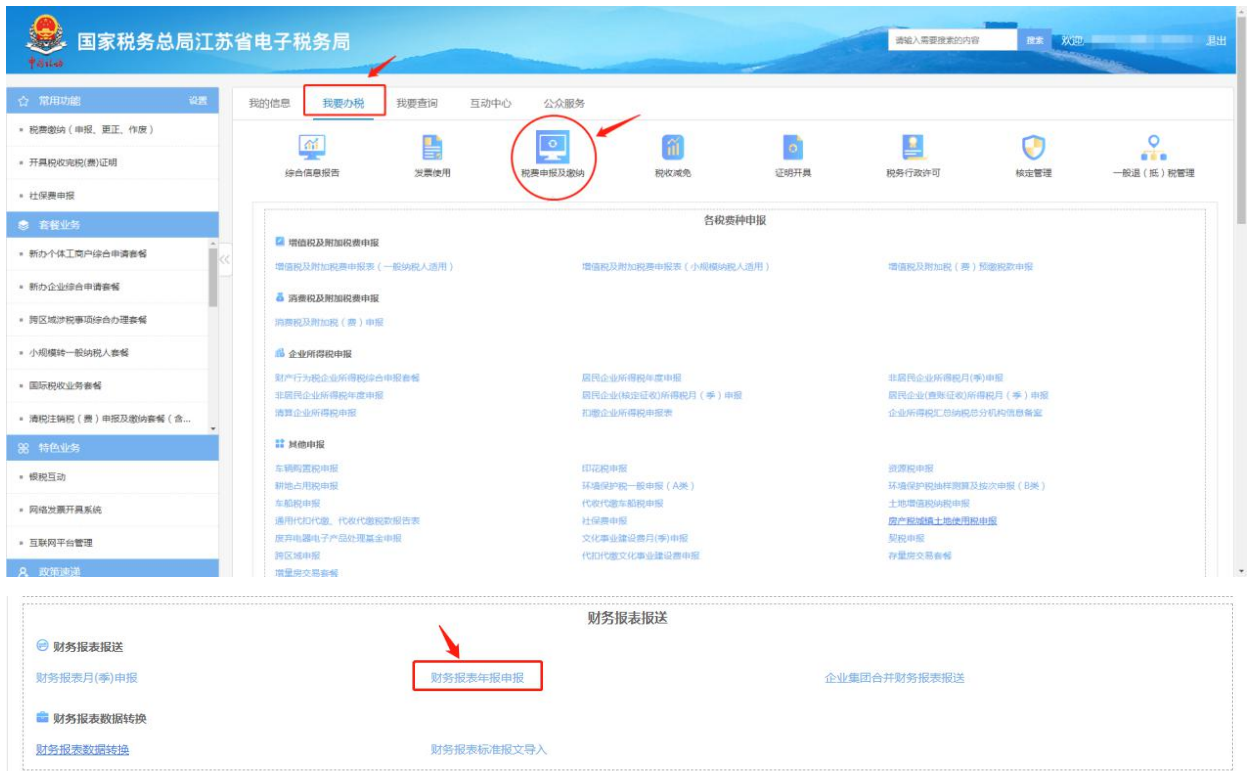 国家税务总局江苏省电子税务局
请输入需要搜索的内容 搜索 欢迎 退出
中国税务
常用功能 设置
税费缴纳（申报、更正、作废）
开具税收完税(费)证明
社保费申报
套餐业务
新办个体工商户综合申请套餐
新办企业综合申请套餐
跨区域涉税事项综合办理套餐
小规模转一般纳税人套餐
国际税收业务套餐
清税注销税（费）申报及缴纳套餐（含...
特色业务
银税互动
网络发票开具系统
互联网平台管理
政策速递
我的信息 我要办税 我要查询 互动中心 公众服务
综合信息报告 发票使用 税费申报及缴纳 税收减免 证明开具 税务行政许可 核定管理 一般退（抵）税管理
各税费种申报
增值税及附加税费申报
增值税及附加税费申报表（一般纳税人适用） 增值税及附加税费申报表（小规模纳税人适用） 增值税及附加税（费）预缴税款申报
消费税及附加税费申报
消费税及附加税（费）申报
企业所得税申报
财产行为税企业所得税综合申报套餐 居民企业所得税年度申报 非居民企业所得税月(季)申报
非居民企业所得税年度申报 居民企业(核定征收)所得税月（季）申报 居民企业(查账征收)所得税月（季）申报
清算企业所得税申报 扣缴企业所得税申报表 企业所得税汇总纳税总分机构信息备案
其他申报
车辆购置税申报 印花税申报 资源税申报
耕地占用税申报 环境保护税一般申报（A类） 环境保护税抽样测算及按次申报（B类）
车船税申报 代收代缴车船税申报 土地增值税纳税申报
通用代扣代缴、代收代缴税款报告表 社保费申报 房产税城镇土地使用税申报
废弃电器电子产品处理基金申报 文化事业建设费月(季)申报 契税申报
跨区域申报 代扣代缴文化事业建设费申报 存量房交易套餐
增量房交易套餐
财务报表报送
财务报表报送
财务报表月(季)申报 财务报表年报申报 企业集团合并财务报表报送
财务报表数据转换
财务报表数据转换 财务报表标准报文导入